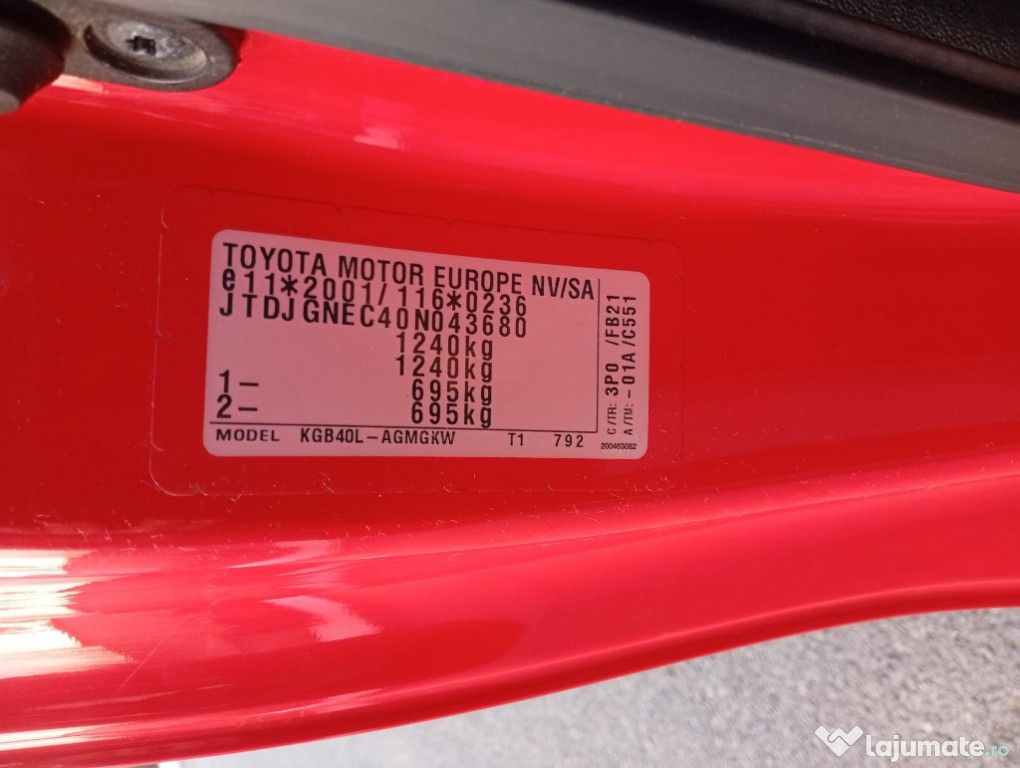 TOYOTA MOTOR EUROPE NV/SA
e11*2001/116*0236
JTDJGNEC40N043680
1240kg
1240kg
1- 695kg
2- 695kg
MODEL KGB40L-AGMGKW T1 792
C/TR: 3P0 /FB21
A/TM: -01A /C551
200463082
lajumate.ro